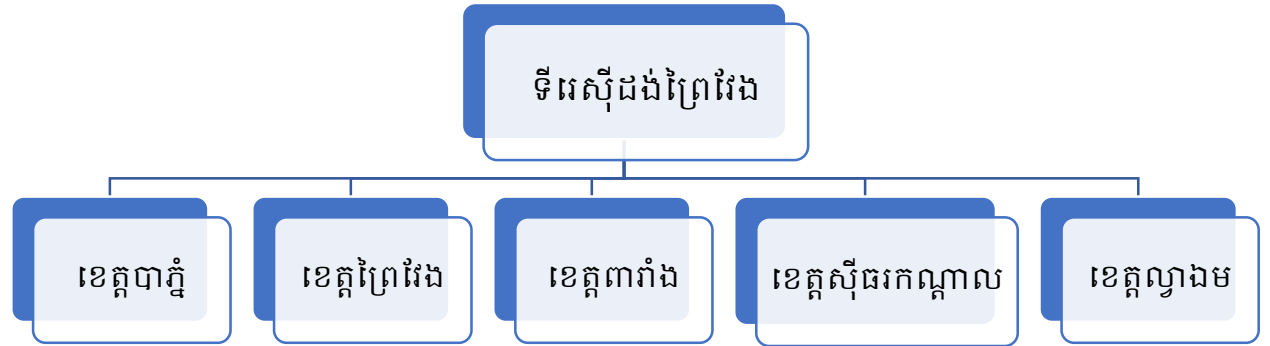 ទីរេស៊ីដង់ព្រៃវែង
ខេត្តបាភ្នំ
ខេត្តព្រៃវែង
ខេត្តពារាំង
ខេត្តស៊ីធរកណ្ដាល
ខេត្តល្វាឯម